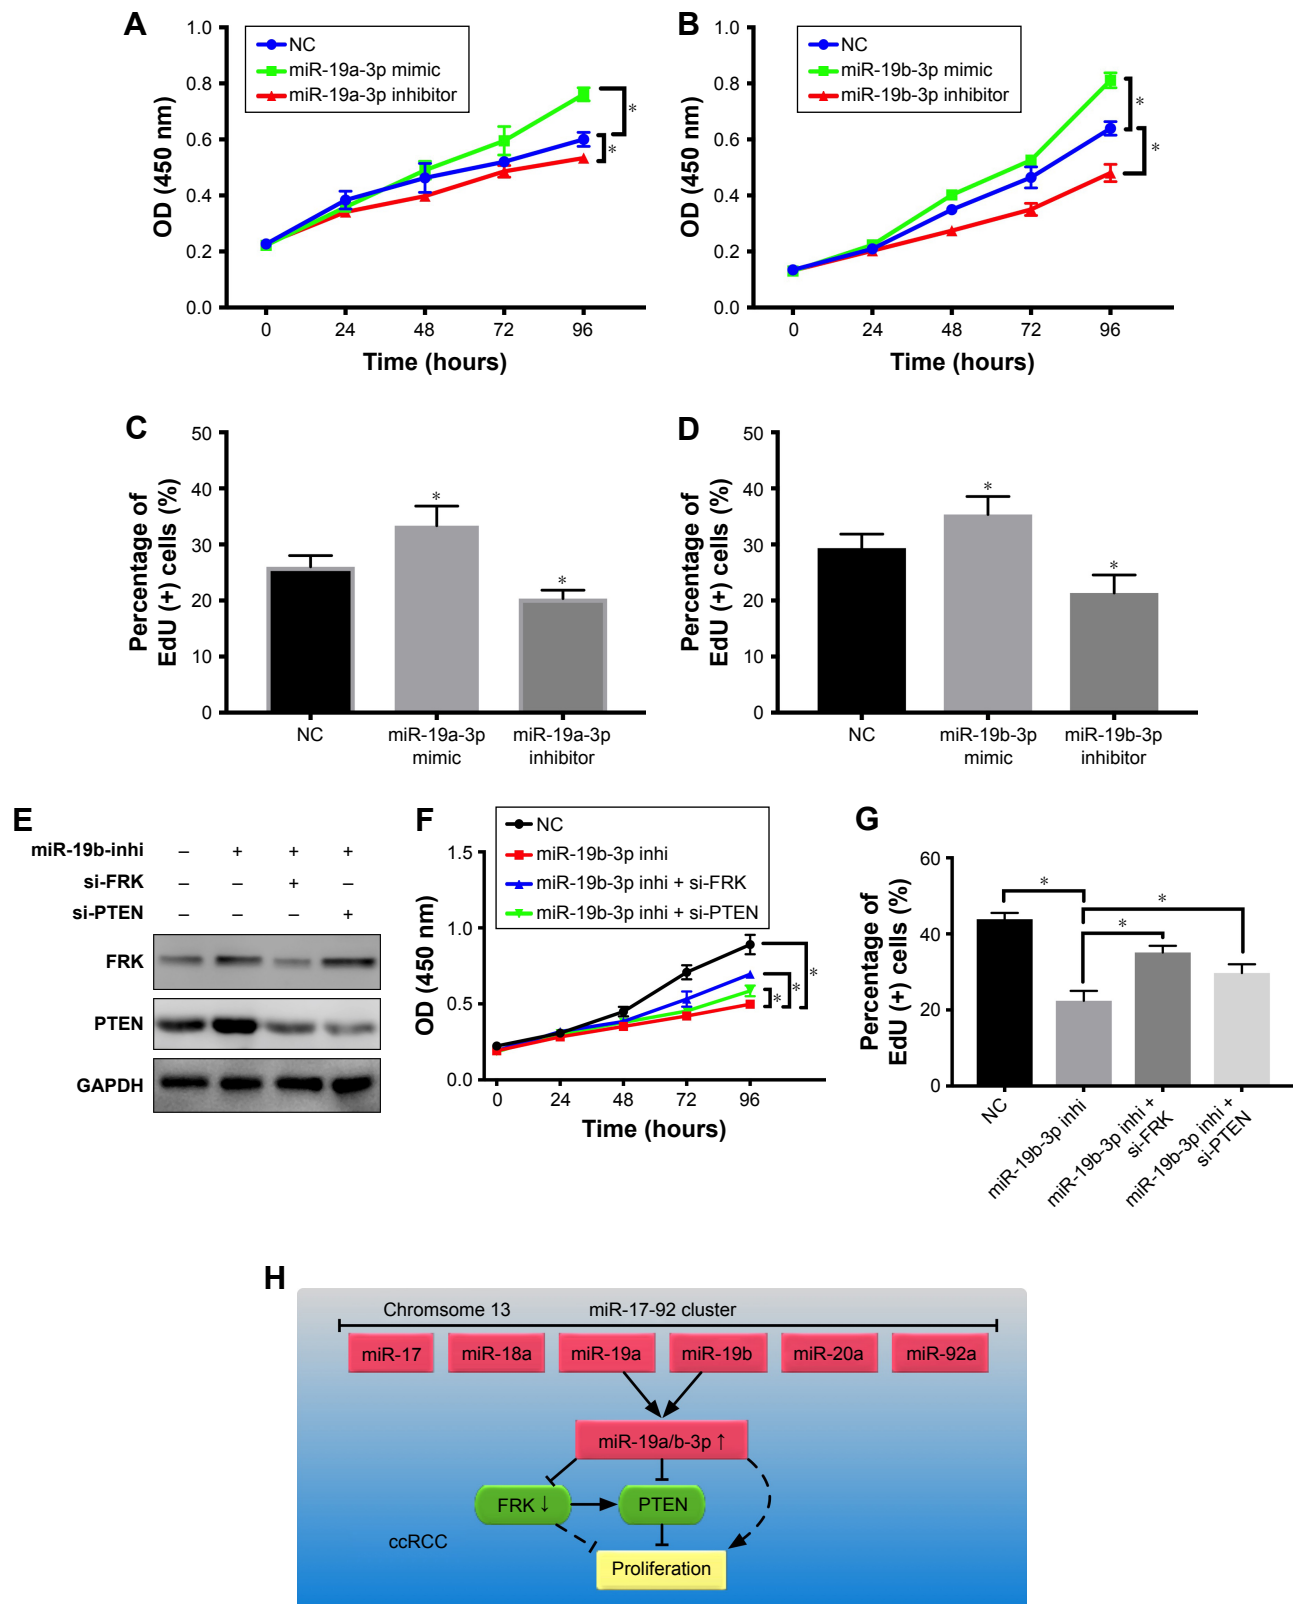 A
1.0
0.8
0.6
0.4
0.2
0.0
OD (450 nm)
NC
miR-19a-3p mimic
miR-19a-3p inhibitor
*
*
0 24 48 72 96
Time (hours)
B
1.0
0.8
0.6
0.4
0.2
0.0
OD (450 nm)
NC
miR-19b-3p mimic
miR-19b-3p inhibitor
*
*
0 24 48 72 96
Time (hours)
C
50
40
30
20
10
0
Percentage of
EdU (+) cells (%)
*
*
NC
miR-19a-3p
mimic
miR-19a-3p
inhibitor
D
50
40
30
20
10
0
Percentage of
EdU (+) cells (%)
*
*
NC
miR-19b-3p
mimic
miR-19b-3p
inhibitor
E
miR-19b-inhi – + + +
si-FRK – – + –
si-PTEN – – – +
FRK
PTEN
GAPDH
F
NC
miR-19b-3p inhi
miR-19b-3p inhi + si-FRK
miR-19b-3p inhi + si-PTEN
1.5
1.0
0.5
0.0
OD (450 nm)
* * *
0 24 48 72 96
Time (hours)
G
60
40
20
0
Percentage of
EdU (+) cells (%)
*
*
*
NC
miR-19b-3p inhi
miR-19b-3p inhi +
si-FRK
miR-19b-3p inhi +
si-PTEN
H
Chromsome 13 miR-17-92 cluster
miR-17 miR-18a miR-19a miR-19b miR-20a miR-92a
miR-19a/b-3p ↑
FRK ↓ PTEN
ccRCC
Proliferation